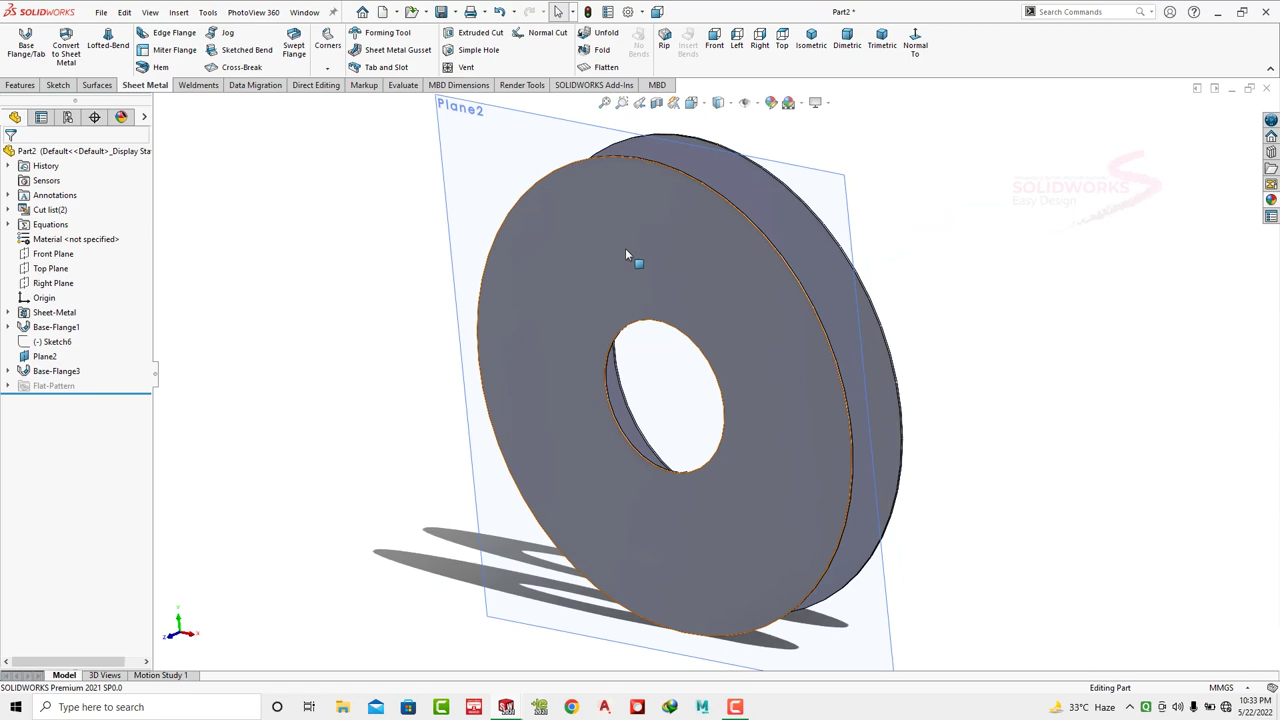 SOLIDWORKS File Edit View Insert Tools PhotoView 360 Window Part2 * Search Commands
Base Flange/Tab Convert to Sheet Metal Lofted-Bend Edge Flange Miter Flange Hem Jog Sketched Bend Cross-Break Swept Flange Corners Forming Tool Sheet Metal Gusset Tab and Slot Extruded Cut Simple Hole Vent Normal Cut Unfold Fold Flatten No Bends Rip Insert Bends Front Left Right Top Isometric Dimetric Trimetric Normal To
Features Sketch Surfaces Sheet Metal Weldments Data Migration Direct Editing Markup Evaluate MBD Dimensions Render Tools SOLIDWORKS Add-Ins MBD
Plane2
Part2 (Default<<Default>_Display Sta
History
Sensors
Annotations
Cut list(2)
Equations
Material <not specified>
Front Plane
Top Plane
Right Plane
Origin
Sheet-Metal
Base-Flange1
(-) Sketch6
Plane2
Base-Flange3
Flat-Pattern
SOLIDWORKS
Easy Design
Y
Z X
Model 3D Views Motion Study 1
SOLIDWORKS Premium 2021 SP0.0 Editing Part MMGS
Type here to search 33°C Haze 10:33 PM
5/22/2022